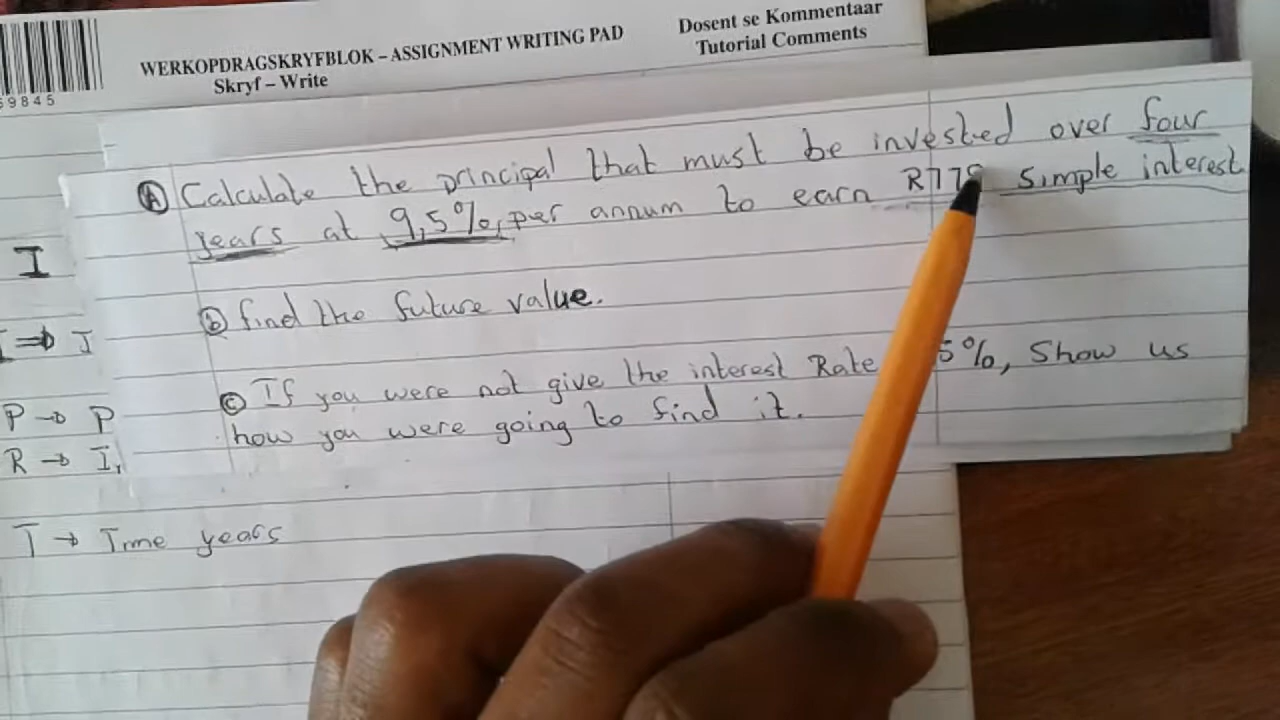 WERKOPDRAGSKRYFBLOK – ASSIGNMENT WRITING PAD
Skryf – Write
Dosent se Kommentaar
Tutorial Comments
59845
Ⓐ Calculate the principal that must be invested over four
years at 9,5% per annum to earn simple interest
ⓑ find the future value.
ⓒ If you were not give the interest Rate 5%, Show us
how you were going to find it.
I
⇒ I
P → P
R → I,
T → Time years